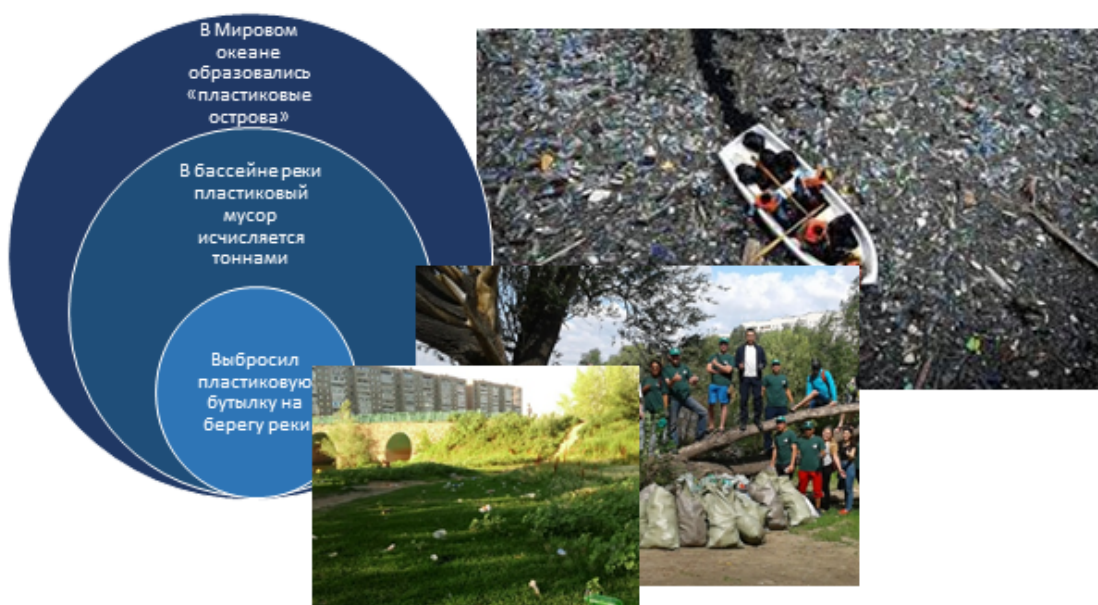 В Мировом
океане
образовались
«пластиковые
острова»
В бассейне реки
пластиковый
мусор
исчисляется
тоннами
Выбросил
пластиковую
бутылку на
берегу реки